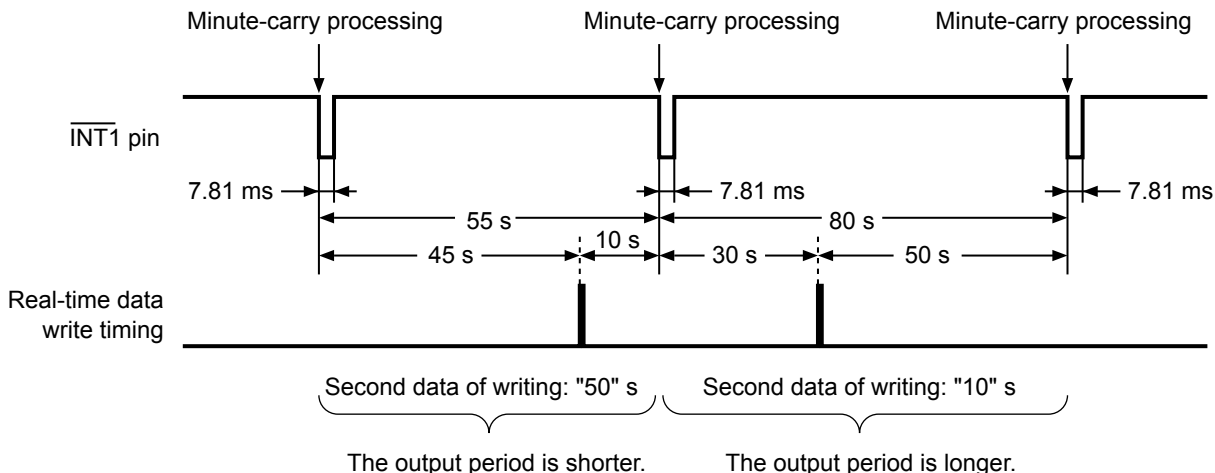 Minute-carry processing Minute-carry processing Minute-carry processing
INT1 pin
7.81 ms 7.81 ms 7.81 ms
55 s 80 s
45 s 10 s 30 s 50 s
Real-time data
write timing
Second data of writing: "50" s Second data of writing: "10" s
The output period is shorter. The output period is longer.